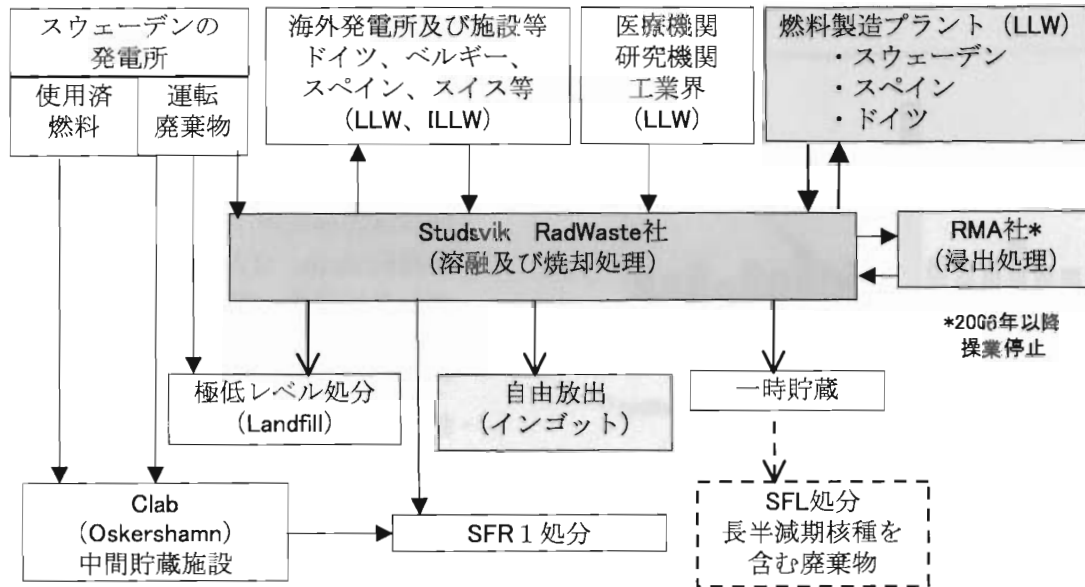 スウェーデンの
発電所
使用済
燃料
運転
廃棄物
海外発電所及び施設等
ドイツ、ベルギー、
スペイン、スイス等
(LLW、ILLW)
医療機関
研究機関
工業界
(LLW)
燃料製造プラント (LLW)
・スウェーデン
・スペイン
・ドイツ
Studsvik RadWaste社
(溶融及び焼却処理)
RMA社*
(浸出処理)
*2006年以降
操業停止
極低レベル処分
(Landfill)
自由放出
(インゴット)
一時貯蔵
Clab
(Oskershamn)
中間貯蔵施設
SFR1処分
SFL処分
長半減期核種を
含む廃棄物